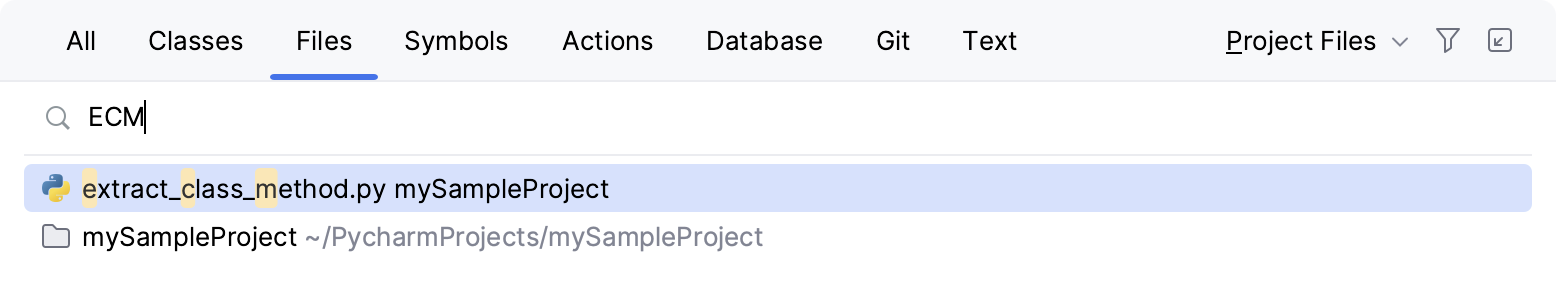 All Classes Files Symbols Actions Database Git Text Project Files
ECM
extract_class_method.py mySampleProject
mySampleProject ~/PycharmProjects/mySampleProject